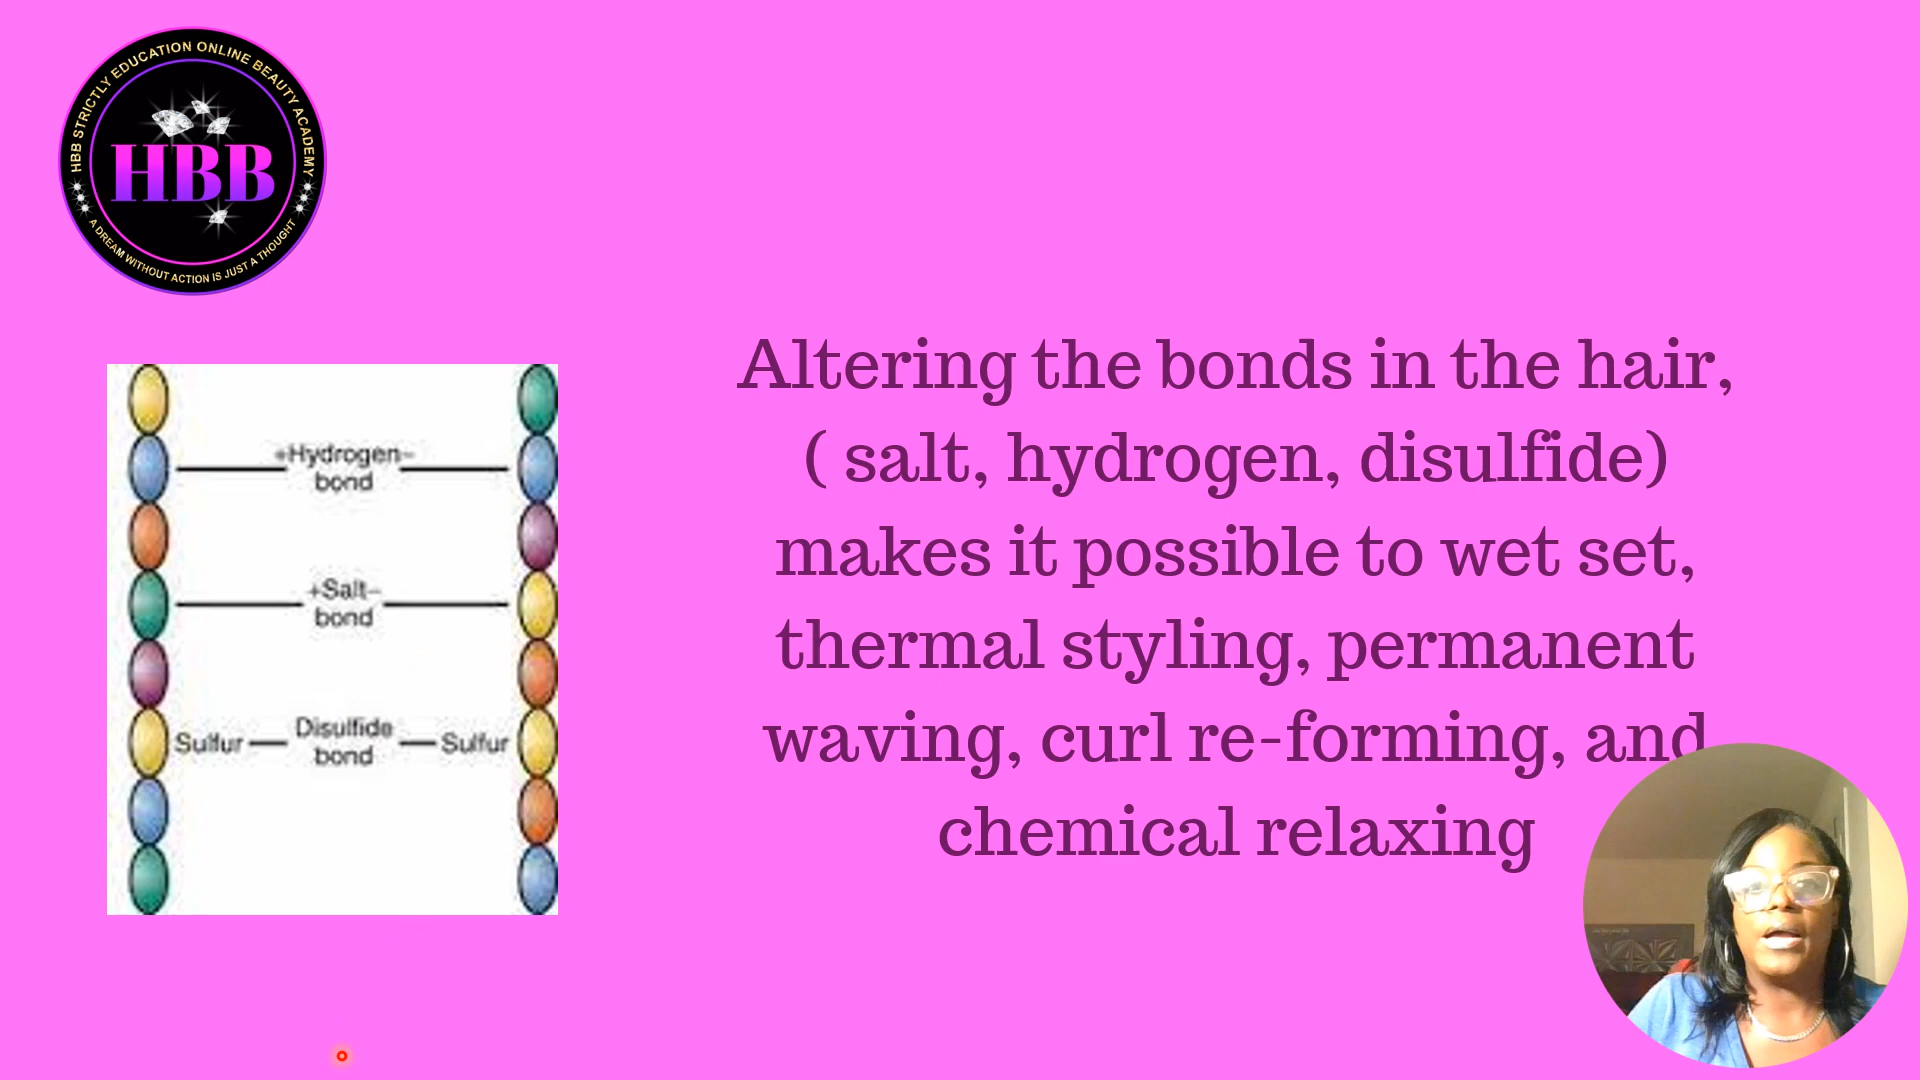 HBB STRICTLY EDUCATION ONLINE BEAUTY ACADEMY
HBB
A DREAM WITHOUT ACTION IS JUST A THOUGHT
+Hydrogen–
bond
+Salt–
bond
Sulfur — Disulfide — Sulfur
bond
Altering the bonds in the hair,
( salt, hydrogen, disulfide)
makes it possible to wet set,
thermal styling, permanent
waving, curl re-forming, and
chemical relaxing